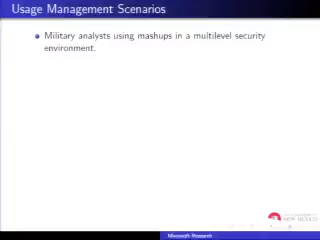 Usage Management Scenarios
Military analysts using mashups in a multilevel security
environment.
NEW MEXICO
Microsoft Research